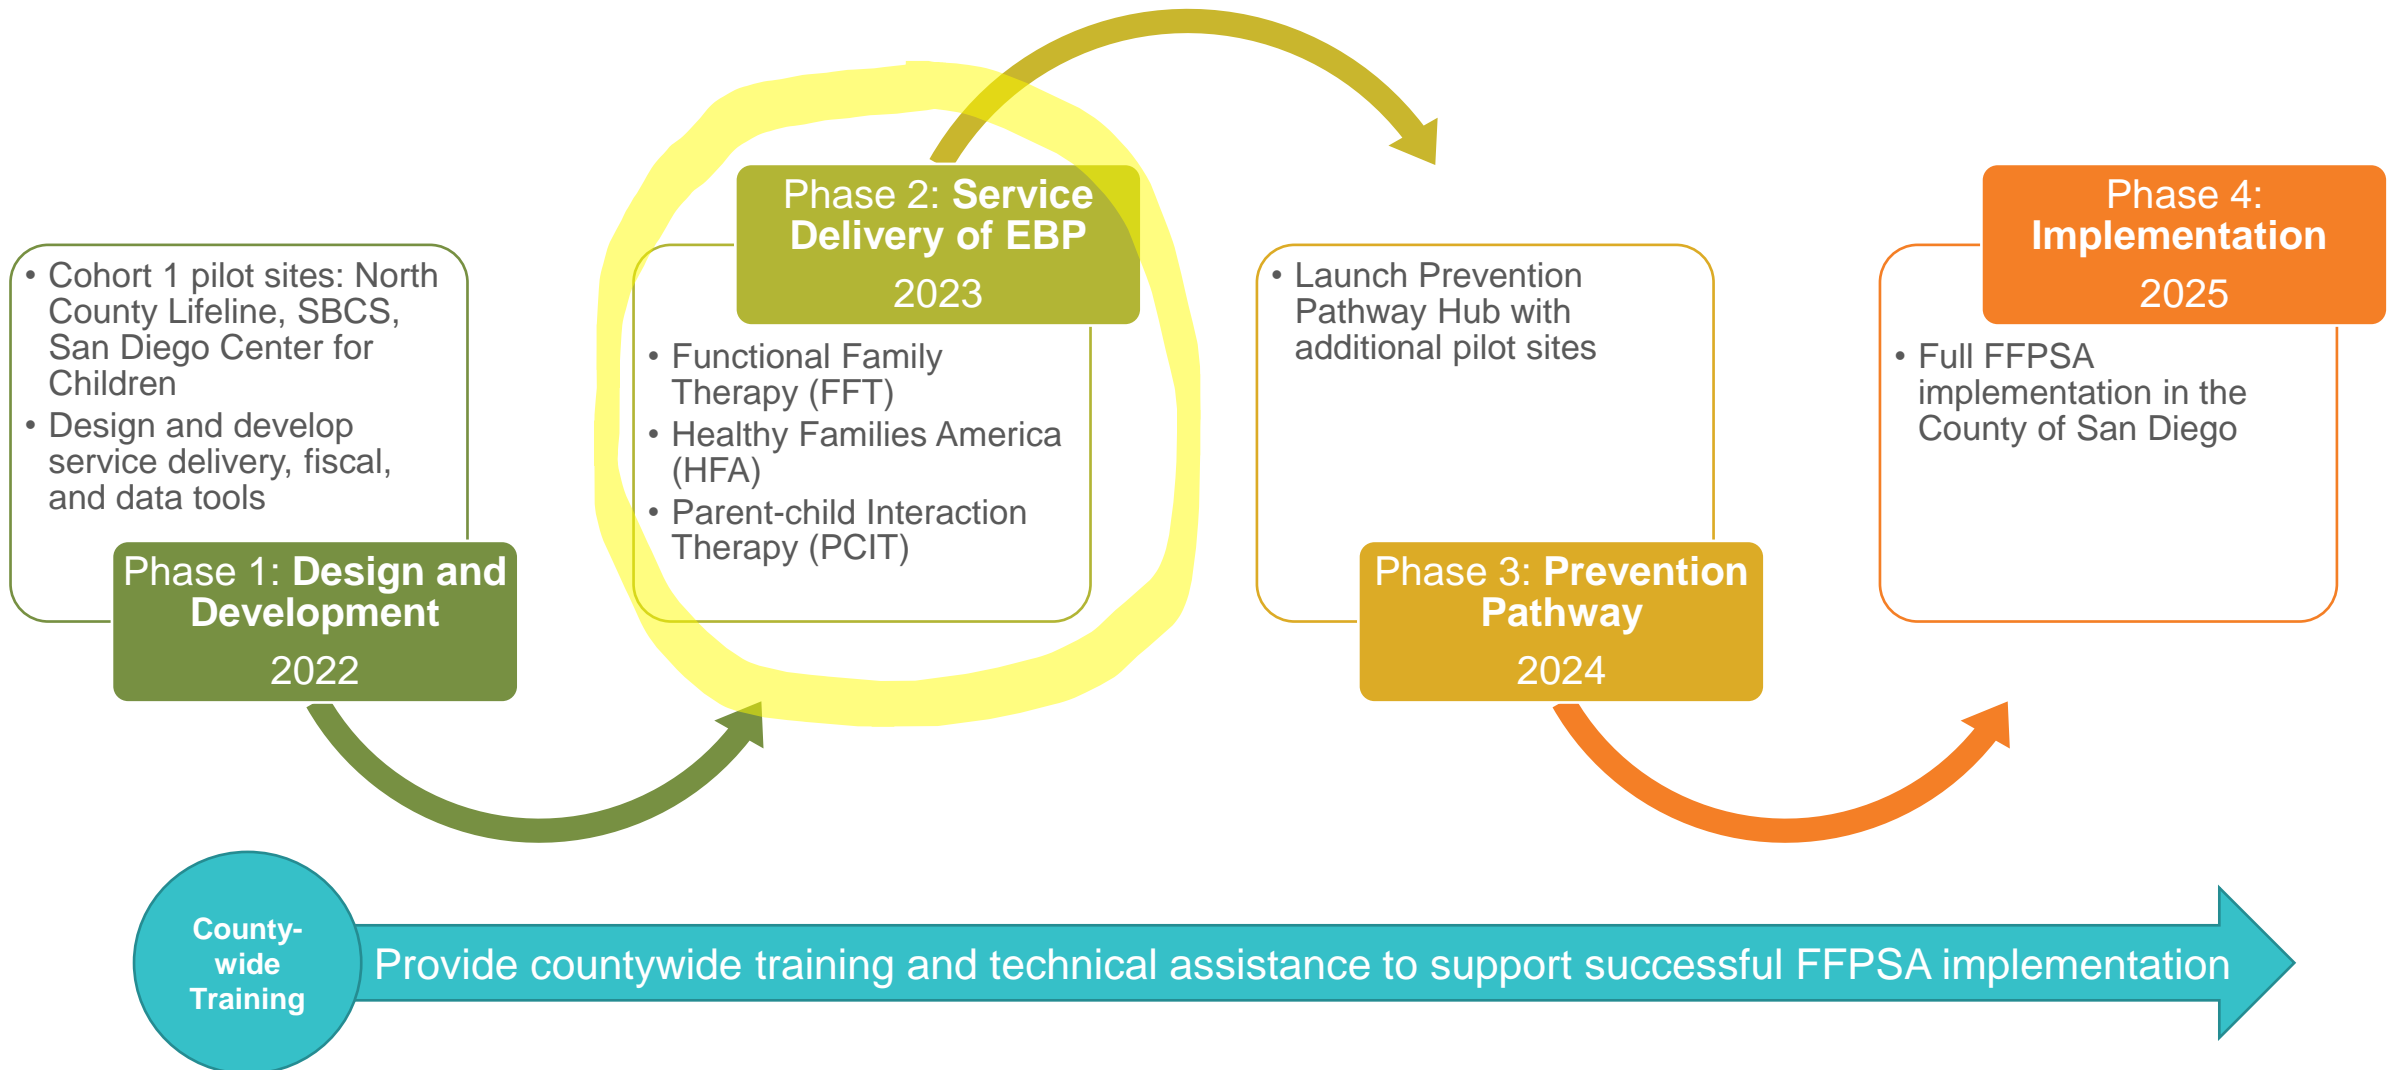 • Cohort 1 pilot sites: North
County Lifeline, SBCS,
San Diego Center for
Children
• Design and develop
service delivery, fiscal,
and data tools
Phase 1: Design and
Development
2022
Phase 2: Service
Delivery of EBP
2023
• Functional Family
Therapy (FFT)
• Healthy Families America
(HFA)
• Parent-child Interaction
Therapy (PCIT)
• Launch Prevention
Pathway Hub with
additional pilot sites
Phase 3: Prevention
Pathway
2024
Phase 4:
Implementation
2025
• Full FFPSA
implementation in the
County of San Diego
County-
wide
Training
Provide countywide training and technical assistance to support successful FFPSA implementation